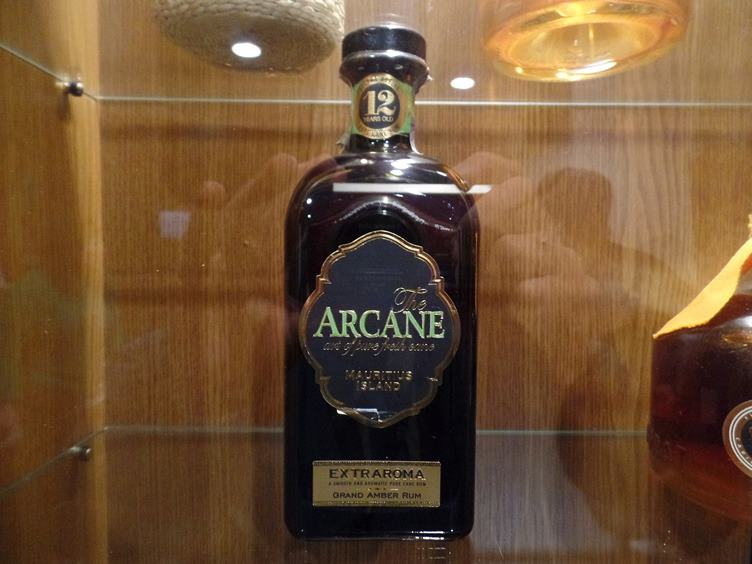 12
YEARS OLD
The
ARCANE
art of pure fresh cane
MAURITIUS
ISLAND
EXTRAROMA
A SMOOTH AND AROMATIC PURE CANE RUM
GRAND AMBER RUM